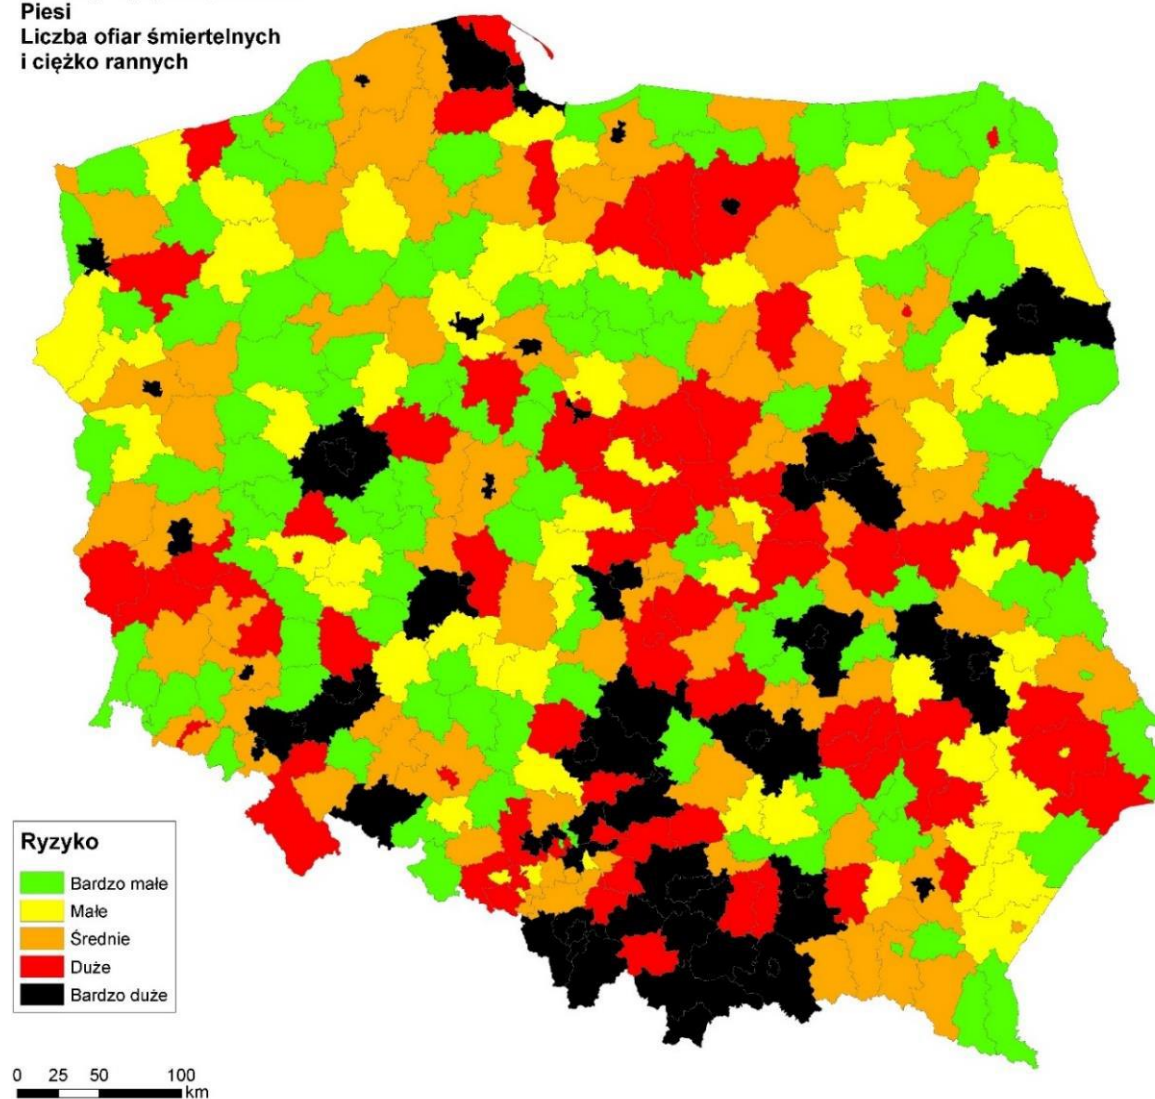 Piesi
Liczba ofiar śmiertelnych
i ciężko rannych
Ryzyko
Bardzo małe
Małe
Średnie
Duże
Bardzo duże
0 25 50 100
km